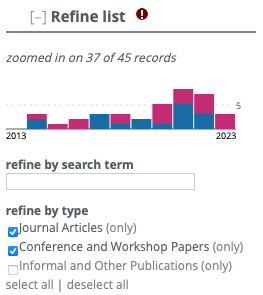 [−] Refine list
zoomed in on 37 of 45 records
5
2013 2023
refine by search term
refine by type
Journal Articles (only)
Conference and Workshop Papers (only)
Informal and Other Publications (only)
select all | deselect all